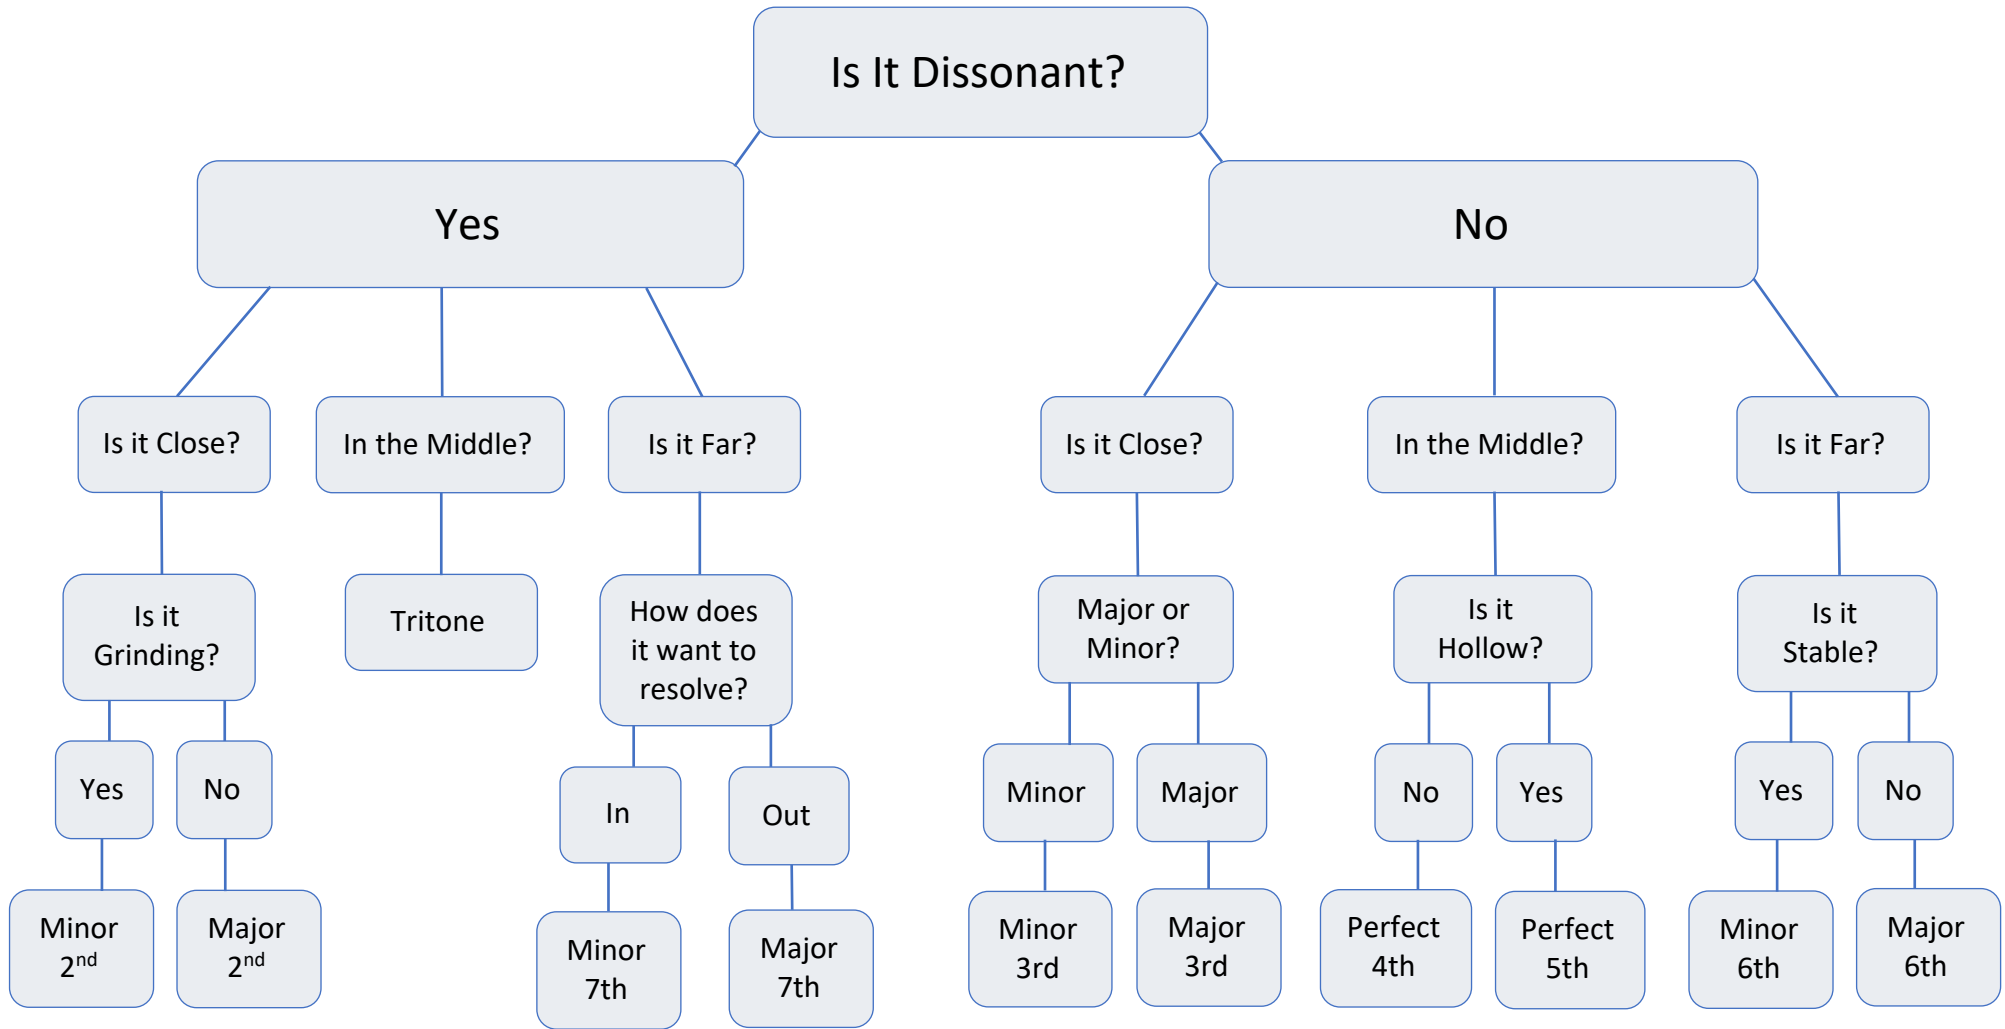 Is It Dissonant?
Yes
No
Is it Close?
In the Middle?
Is it Far?
Is it Close?
In the Middle?
Is it Far?
Is it
Grinding?
Tritone
How does
it want to
resolve?
Major or
Minor?
Is it
Hollow?
Is it
Stable?
Yes
No
In
Out
Minor
Major
No
Yes
Yes
No
Minor
2nd
Major
2nd
Minor
7th
Major
7th
Minor
3rd
Major
3rd
Perfect
4th
Perfect
5th
Minor
6th
Major
6th